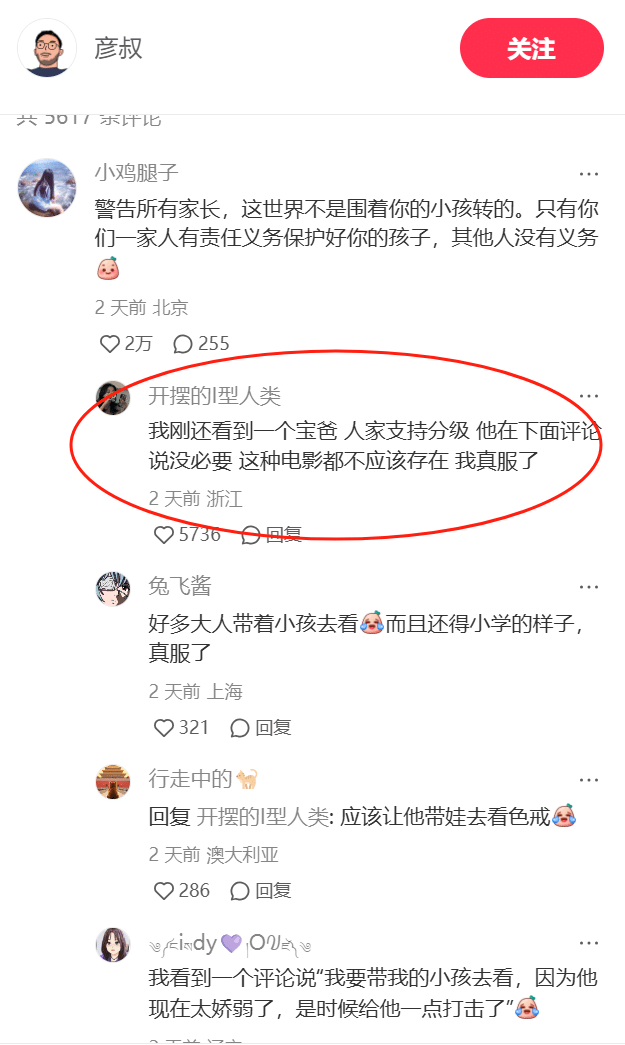 彦叔
关注
共 5617 条评论
小鸡腿子
警告所有家长，这世界不是围着你的小孩转的。只有你
们一家人有责任义务保护好你的孩子，其他人没有义务
2 天前 北京
2万 255
开摆的I型人类
我刚还看到一个宝爸 人家支持分级 他在下面评论
说没必要 这种电影都不应该存在 我真服了
2 天前 浙江
5736 回复
兔飞酱
好多大人带着小孩去看😂而且还得小学的样子，
真服了
2 天前 上海
321 回复
行走中的🐈
回复 开摆的I型人类: 应该让他带娃去看色戒
2 天前 澳大利亚
286 回复
我看到一个评论说“我要带我的小孩去看，因为他
现在太娇弱了，是时候给他一点打击了”